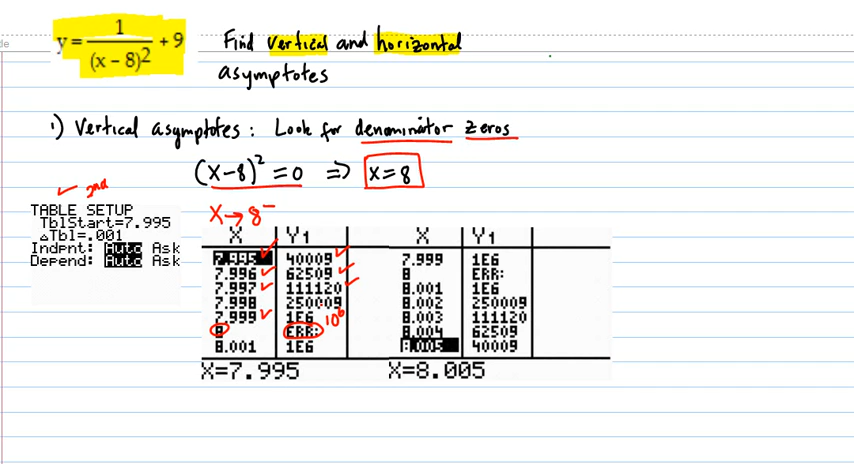 y = 1/(x – 8)² + 9
Find vertical and horizontal
asymptotes
1) Vertical asymptotes : Look for denominator zeros
(x-8)² = 0 ⇒ x=8
✓ 2nd
TABLE SETUP
TblStart=7.995
△Tbl=.001
Indpnt: Auto Ask
Depend: Auto Ask
X → 8⁻
X Y₁
7.995 40009
7.996 62509
7.997 111120
7.998 250009
7.999 1E6 10⁶
8 ERR:
8.001 1E6
X=7.995
X Y₁
7.999 1E6
8 ERR:
8.001 1E6
8.002 250009
8.003 111120
8.004 62509
8.005 40009
X=8.005